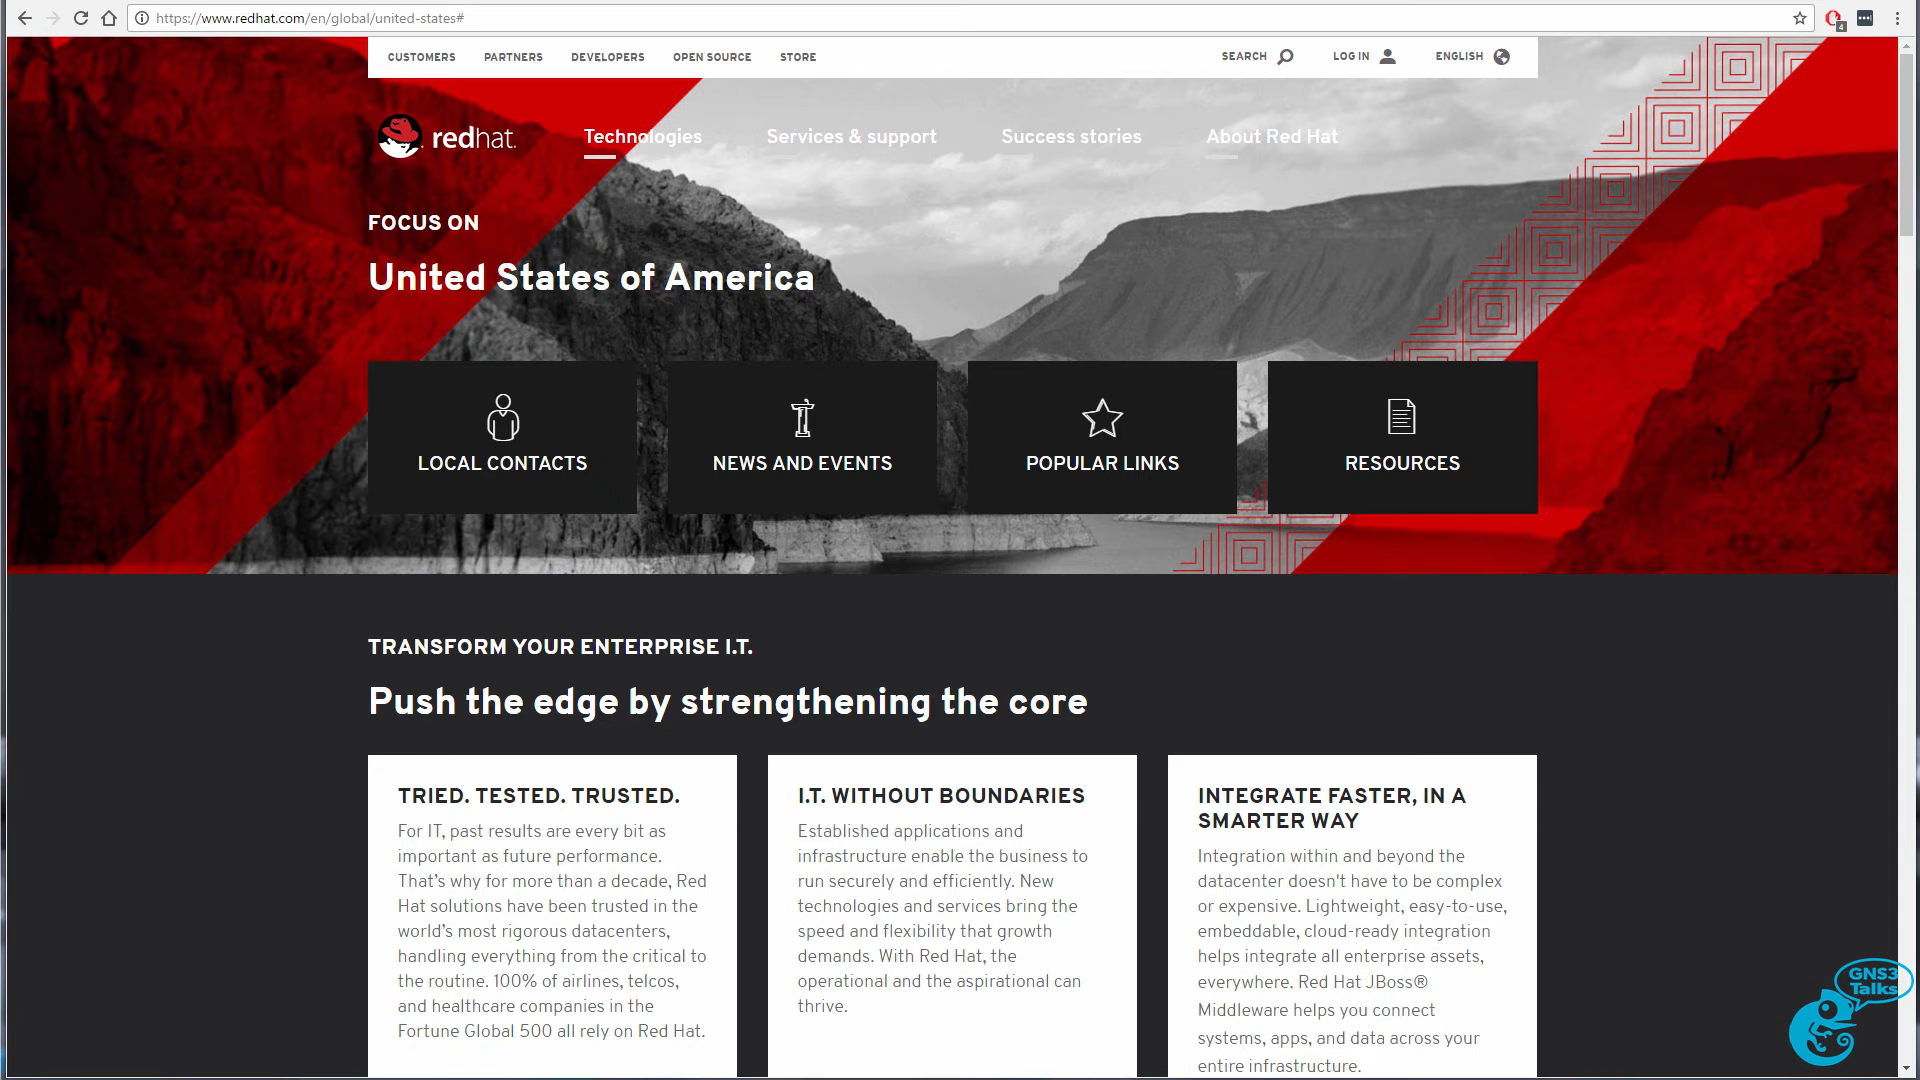 https://www.redhat.com/en/global/united-states#
4
CUSTOMERS PARTNERS DEVELOPERS OPEN SOURCE STORE SEARCH LOG IN ENGLISH
redhat. Technologies Services & support Success stories About Red Hat
FOCUS ON
United States of America
LOCAL CONTACTS NEWS AND EVENTS POPULAR LINKS RESOURCES
TRANSFORM YOUR ENTERPRISE I.T.
Push the edge by strengthening the core
TRIED. TESTED. TRUSTED.
For IT, past results are every bit as
important as future performance.
That’s why for more than a decade, Red
Hat solutions have been trusted in the
world’s most rigorous datacenters,
handling everything from the critical to
the routine. 100% of airlines, telcos,
and healthcare companies in the
Fortune Global 500 all rely on Red Hat.
I.T. WITHOUT BOUNDARIES
Established applications and
infrastructure enable the business to
run securely and efficiently. New
technologies and services bring the
speed and flexibility that growth
demands. With Red Hat, the
operational and the aspirational can
thrive.
INTEGRATE FASTER, IN A
SMARTER WAY
Integration within and beyond the
datacenter doesn't have to be complex
or expensive. Lightweight, easy-to-use,
embeddable, cloud-ready integration
helps integrate all enterprise assets,
everywhere. Red Hat JBoss®
Middleware helps you connect
systems, apps, and data across your
entire infrastructure.
GNS3
Talks